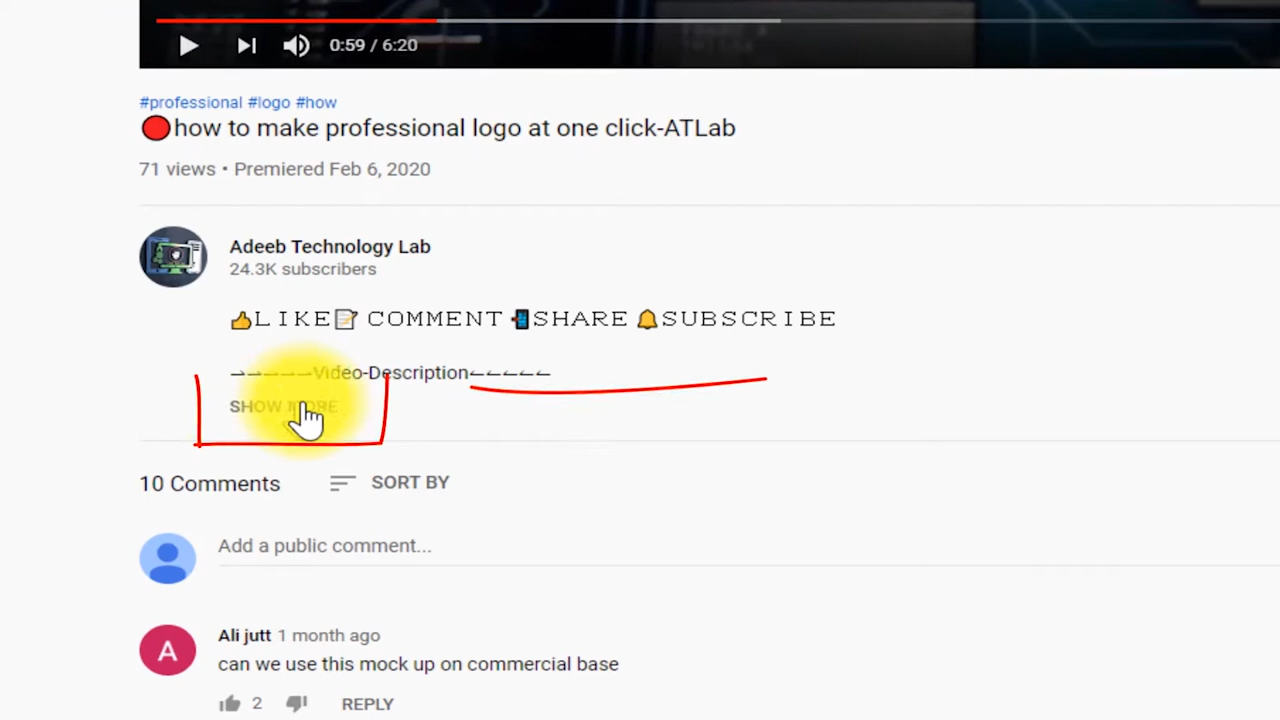 0:59 / 6:20
#professional #logo #how
🔴how to make professional logo at one click-ATLab
71 views • Premiered Feb 6, 2020
Adeeb Technology Lab
24.3K subscribers
👍LIKE📝 COMMENT 📲SHARE 🔔SUBSCRIBE
⇀⇀⇀⇀⇀Video-Description↼↼↼↼↼
SHOW MORE
10 Comments
SORT BY
Add a public comment...
A
Ali jutt 1 month ago
can we use this mock up on commercial base
2
REPLY